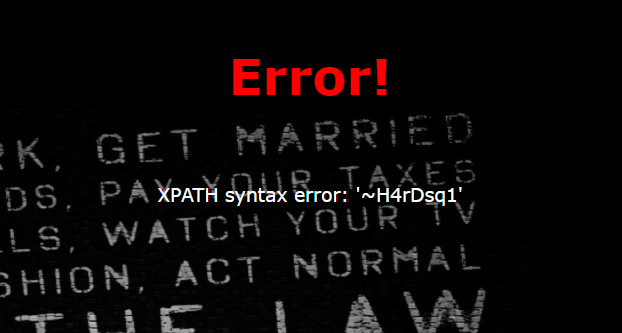 Error!
RK, GET MARRIED
DS, PAY YOUR TAXES
XPATH syntax error: '~H4rDsq1'
LS, WATCH YOUR TV
SHION, ACT NORMAL
THE LAW